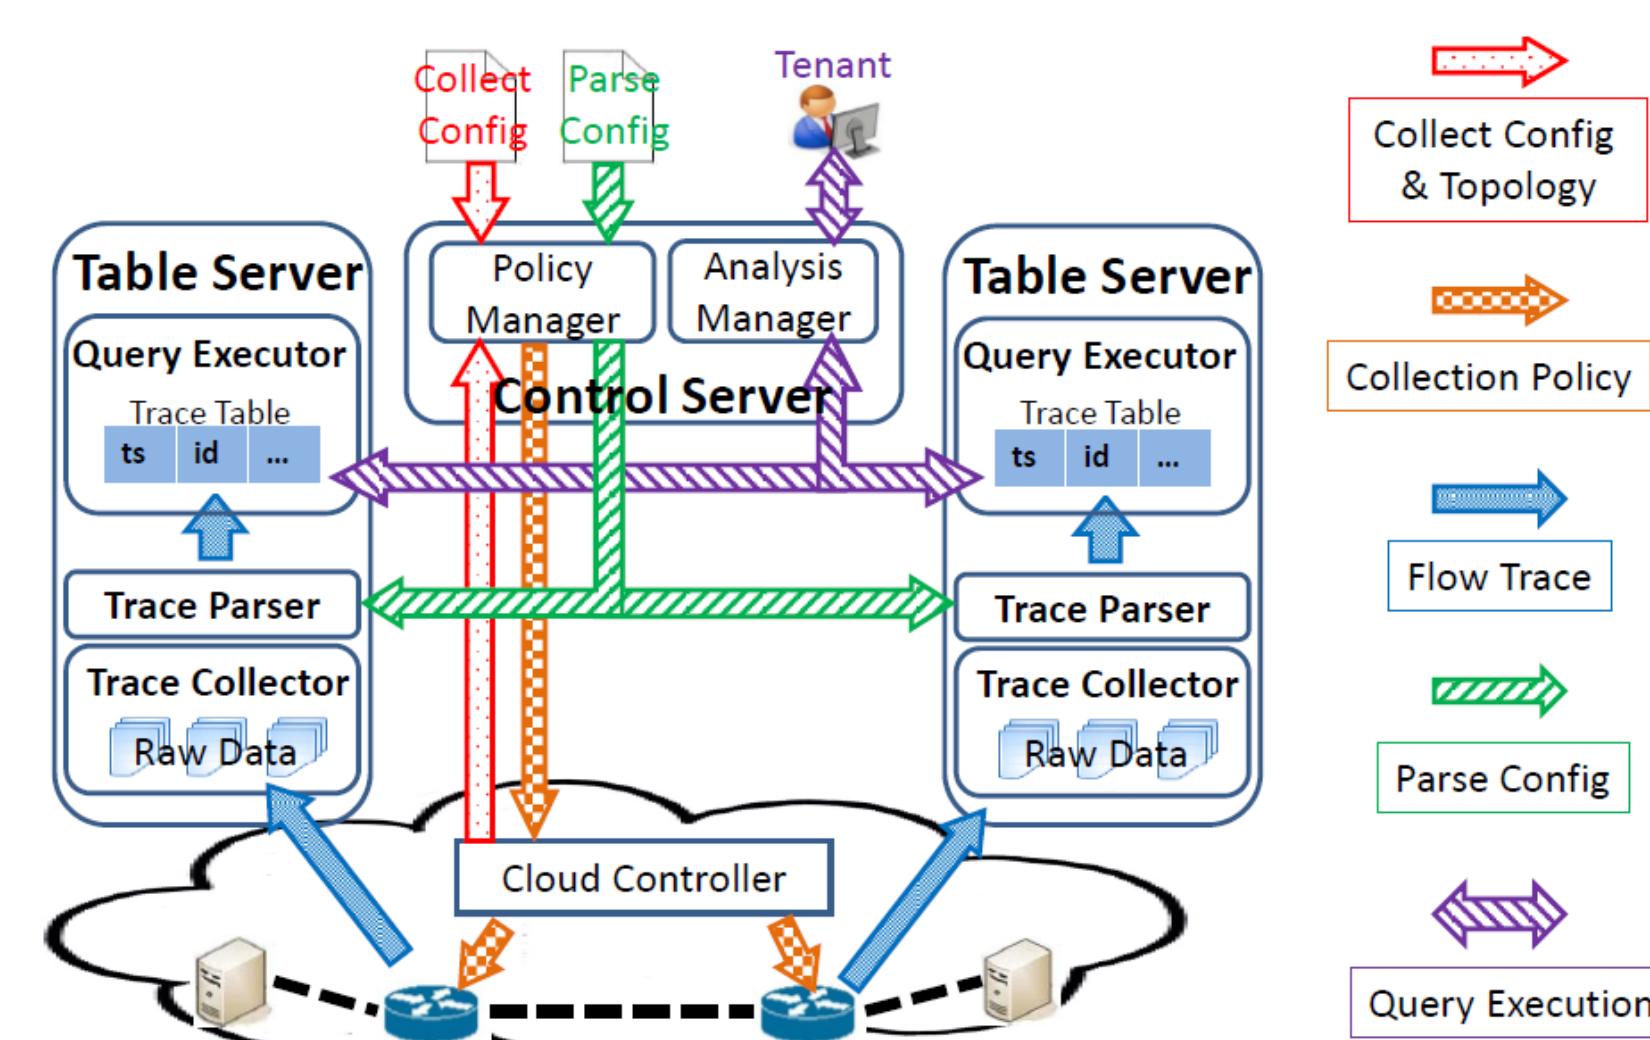 Collect
Config
Parse
Config
Tenant
Table Server
Query Executor
Trace Table
ts id ...
Trace Parser
Trace Collector
Raw Data
Policy
Manager
Analysis
Manager
Control Server
Table Server
Query Executor
Trace Table
ts id ...
Trace Parser
Trace Collector
Raw Data
Cloud Controller
Collect Config
& Topology
Collection Policy
Flow Trace
Parse Config
Query Execution